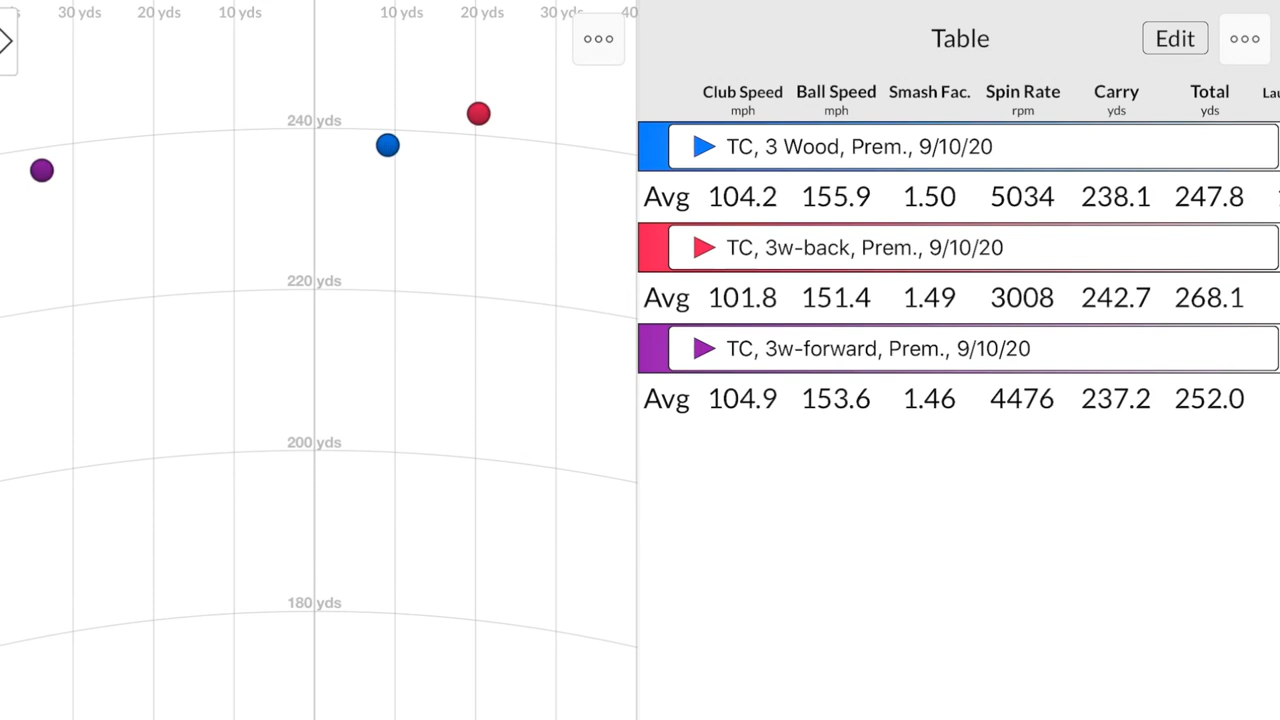 30 yds 20 yds 10 yds 10 yds 20 yds 30 yds 40
240 yds
220 yds
200 yds
180 yds
Table Edit
Club Speed Ball Speed Smash Fac. Spin Rate Carry Total
mph mph rpm yds yds
TC, 3 Wood, Prem., 9/10/20
Avg 104.2 155.9 1.50 5034 238.1 247.8
TC, 3w-back, Prem., 9/10/20
Avg 101.8 151.4 1.49 3008 242.7 268.1
TC, 3w-forward, Prem., 9/10/20
Avg 104.9 153.6 1.46 4476 237.2 252.0